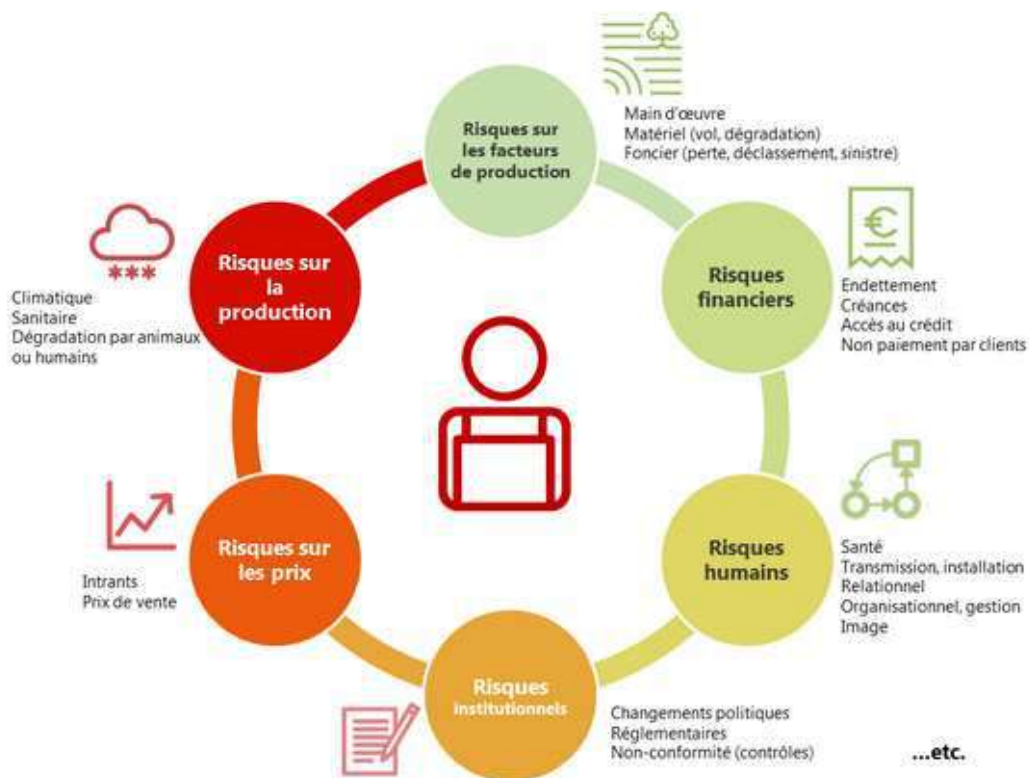 Risques sur
les facteurs
de production
Main d'œuvre
Matériel (vol, dégradation)
Foncier (perte, déclassement, sinistre)
Risques
financiers
€
Endettement
Créances
Accès au crédit
Non paiement par clients
Risques
humains
Santé
Transmission, installation
Relationnel
Organisationnel, gestion
Image
Risques
institutionnels
Changements politiques
Réglementaires
Non-conformité (contrôles)
Risques sur
les prix
Intrants
Prix de vente
Risques sur
la
production
***
Climatique
Sanitaire
Dégradation par animaux
ou humains
...etc.